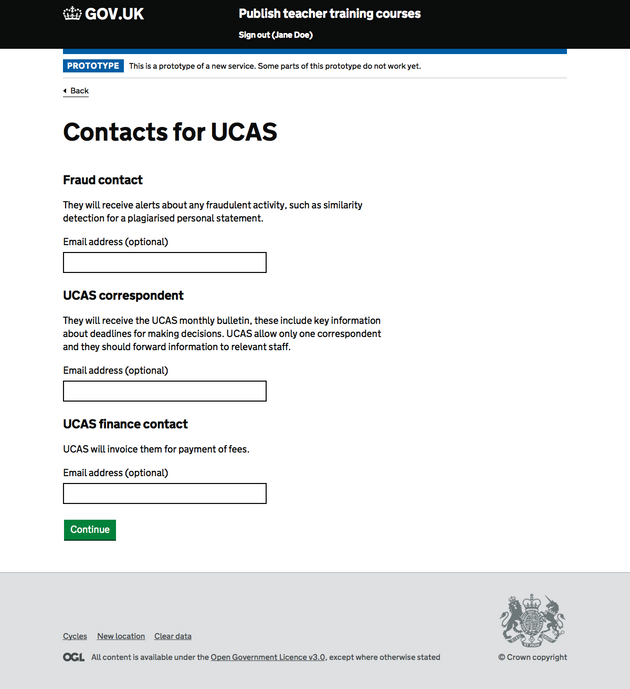 GOV.UK
Publish teacher training courses
Sign out (Jane Doe)
PROTOTYPE This is a prototype of a new service. Some parts of this prototype do not work yet.
Back
Contacts for UCAS
Fraud contact
They will receive alerts about any fraudulent activity, such as similarity
detection for a plagiarised personal statement.
Email address (optional)
UCAS correspondent
They will receive the UCAS monthly bulletin, these include key information
about deadlines for making decisions. UCAS allow only one correspondent
and they should forward information to relevant staff.
Email address (optional)
UCAS finance contact
UCAS will invoice them for payment of fees.
Email address (optional)
Continue
Cycles New location Clear data
OGL All content is available under the Open Government Licence v3.0, except where otherwise stated
© Crown copyright